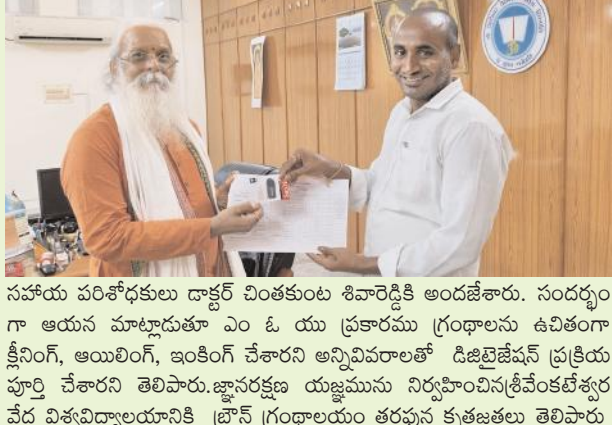 సహాయ పరిశోధకులు డాక్టర్ చింతకుంట శివారెడ్డికి అందజేశారు. సందర్భం
గా ఆయన మాట్లాడుతూ ఎం ఓ యు ప్రకారము గ్రంథాలను ఉచితంగా
క్లీనింగ్, ఆయిలింగ్, ఇంకింగ్ చేశారని అన్నివివరాలతో డిజిటైజేషన్ ప్రక్రియ
పూర్తి చేశారని తెలిపారు.జ్ఞానరక్షణ యజ్ఞమును నిర్వహించినశ్రీవేంకటేశ్వర
వేద విశ్వవిద్యాలయానికి బ్రౌన్ గ్రంథాలయం తరఫున కృతజ్ఞతలు తెలిపారు